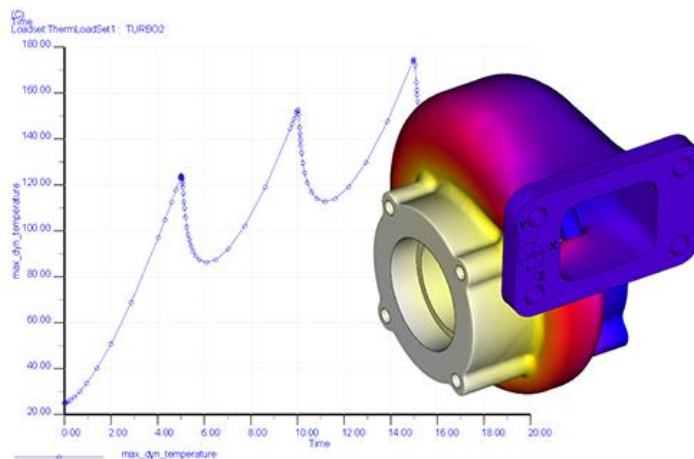 (C)
Time
Loadset:ThermLoadSet1 : TURBO2
180.00
160.00
140.00
120.00
100.00
80.00
60.00
40.00
20.00
max_dyn_temperature
0.00 2.00 4.00 6.00 8.00 10.00 12.00 14.00 16.00 18.00 20.00
Time
max_dyn_temperature
Y
X
X